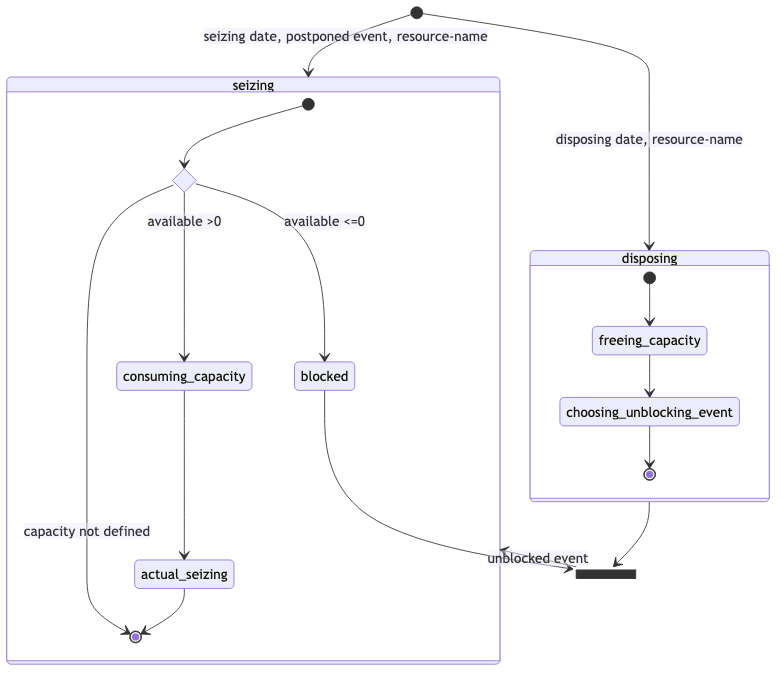 seizing date, postponed event, resource-name
seizing
disposing date, resource-name
available >0
available <=0
disposing
freeing_capacity
consuming_capacity
blocked
choosing_unblocking_event
capacity not defined
unblocked event
actual_seizing